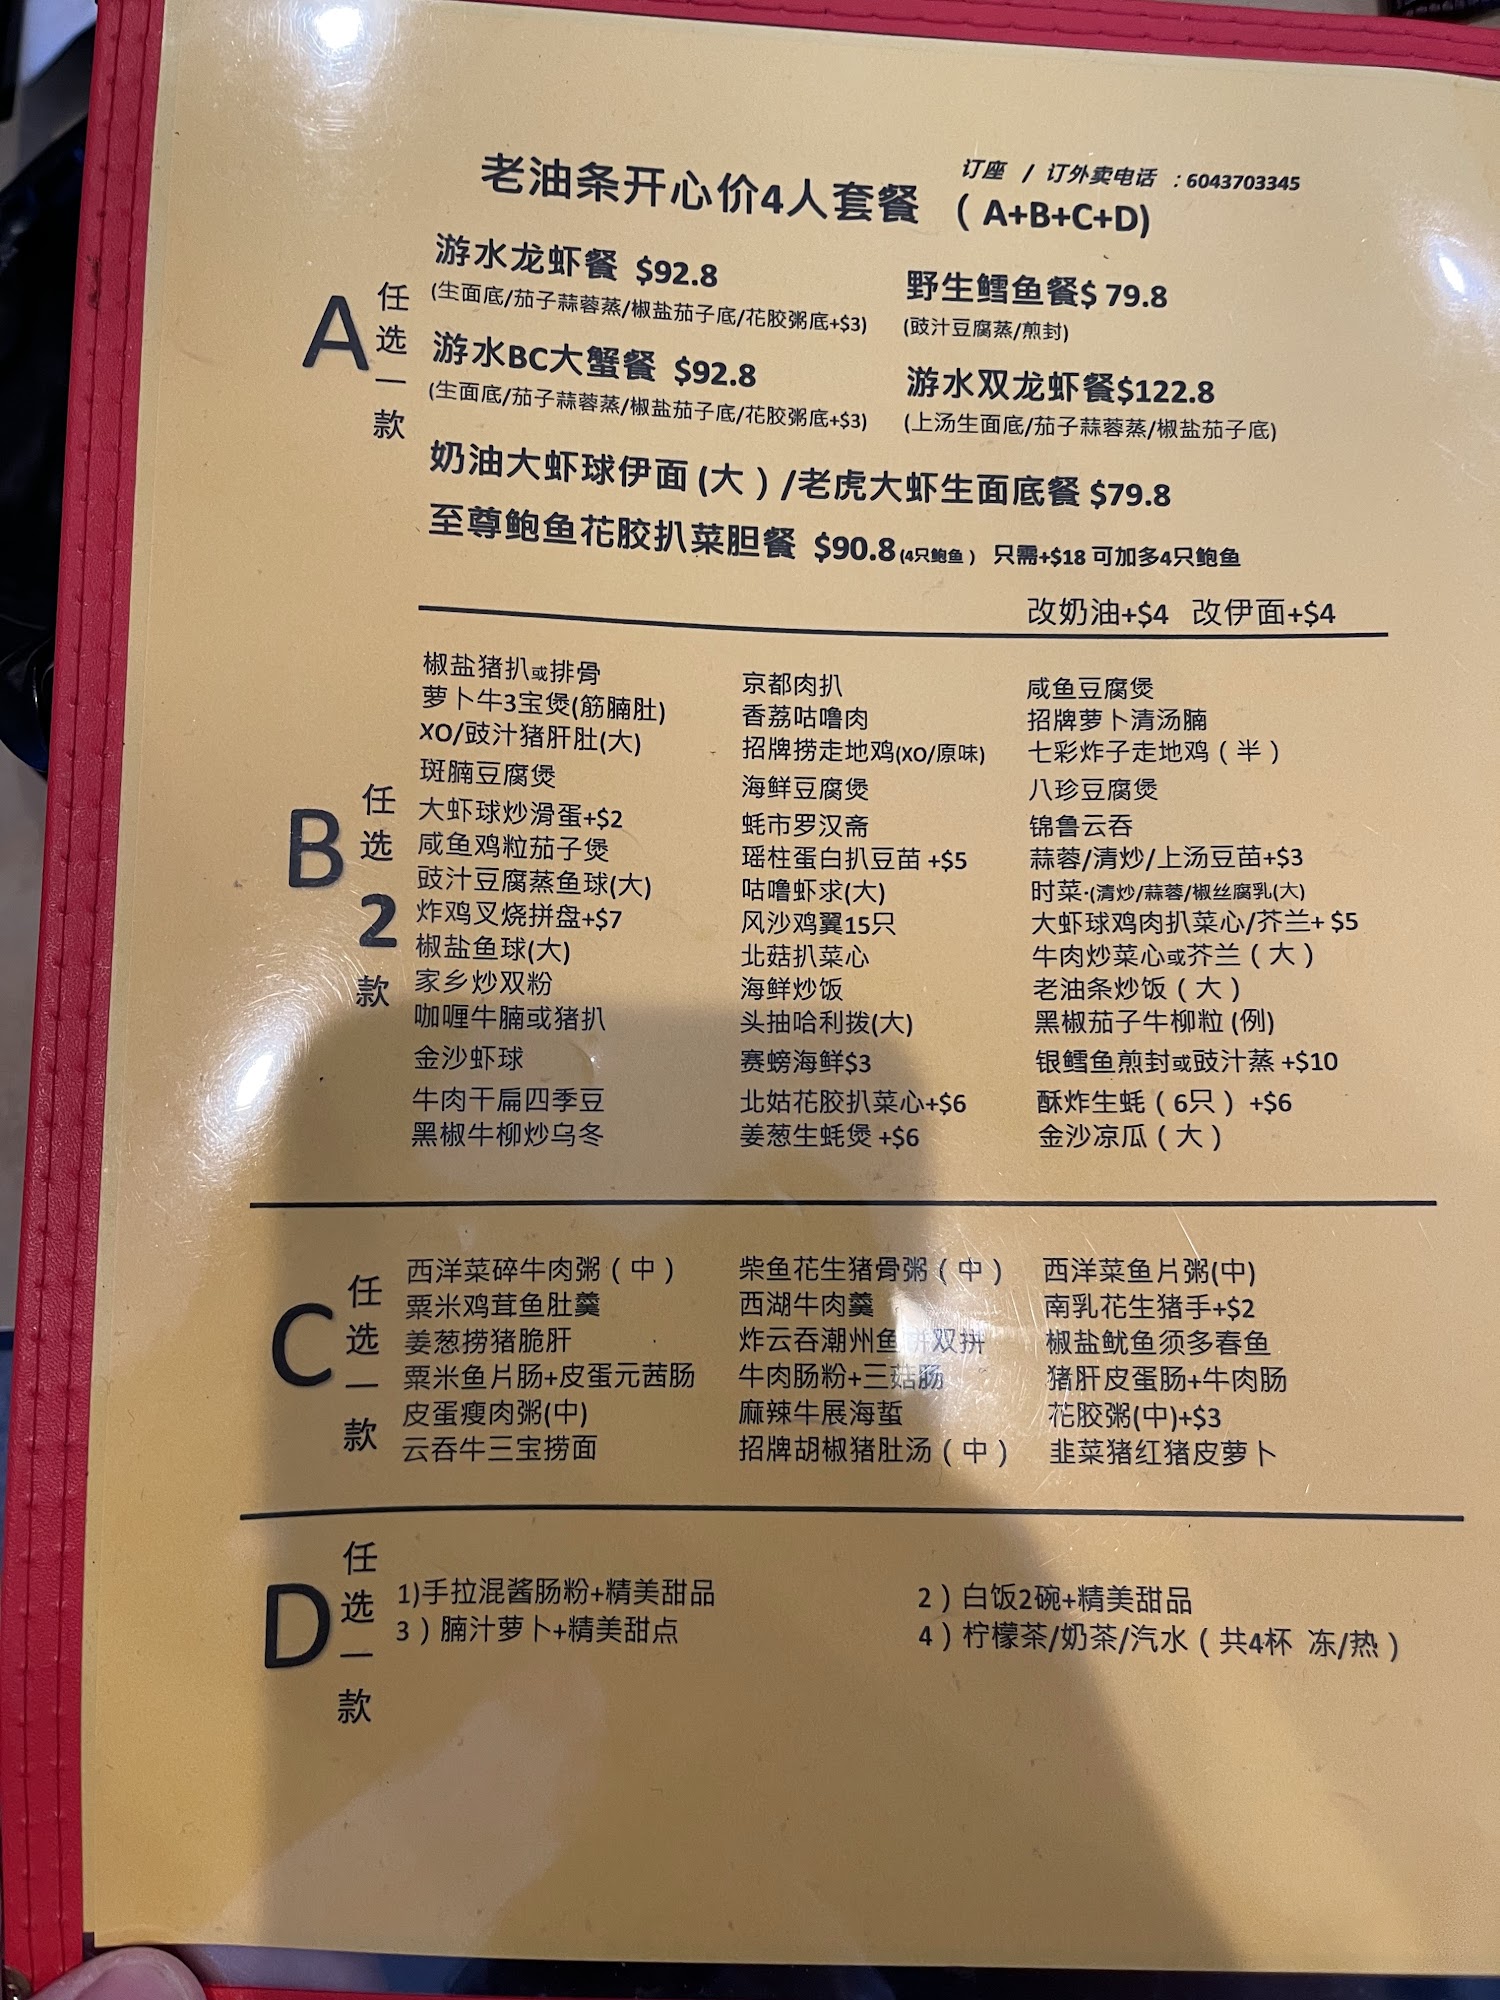 订座 / 订外卖电话 ：6043703345
老油条开心价4人套餐 （A+B+C+D)
A 任选一款
游水龙虾餐 $92.8
(生面底/茄子蒜蓉蒸/椒盐茄子底/花胶粥底+$3)
野生鳕鱼餐$ 79.8
(豉汁豆腐蒸/煎封)
游水BC大蟹餐 $92.8
(生面底/茄子蒜蓉蒸/椒盐茄子底/花胶粥底+$3)
游水双龙虾餐$122.8
(上汤生面底/茄子蒜蓉蒸/椒盐茄子底)
奶油大虾球伊面 (大）/老虎大虾生面底餐 $79.8
至尊鲍鱼花胶扒菜胆餐 $90.8 (4只鲍鱼） 只需+$18 可加多4只鲍鱼
改奶油+$4 改伊面+$4
B 任选2款
椒盐猪扒或排骨
萝卜牛3宝煲(筋腩肚)
XO/豉汁猪肝肚(大)
斑腩豆腐煲
大虾球炒滑蛋+$2
咸鱼鸡粒茄子煲
豉汁豆腐蒸鱼球(大)
炸鸡叉烧拼盘+$7
椒盐鱼球(大)
家乡炒双粉
咖喱牛腩或猪扒
金沙虾球
牛肉干扁四季豆
黑椒牛柳炒乌冬
京都肉扒
香荔咕噜肉
招牌捞走地鸡(XO/原味)
海鲜豆腐煲
蚝市罗汉斋
瑶柱蛋白扒豆苗 +$5
咕噜虾求(大)
风沙鸡翼15只
北菇扒菜心
海鲜炒饭
头抽哈利拨(大)
赛螃海鲜$3
北姑花胶扒菜心+$6
姜葱生蚝煲 +$6
咸鱼豆腐煲
招牌萝卜清汤腩
七彩炸子走地鸡（半）
八珍豆腐煲
锦鲁云吞
蒜蓉/清炒/上汤豆苗+$3
时菜·(清炒/蒜蓉/椒丝腐乳(大)
大虾球鸡肉扒菜心/芥兰+ $5
牛肉炒菜心或芥兰（大）
老油条炒饭（大）
黑椒茄子牛柳粒 (例)
银鳕鱼煎封或豉汁蒸 +$10
酥炸生蚝（6只）+$6
金沙凉瓜（大）
C 任选一款
西洋菜碎牛肉粥（中）
粟米鸡茸鱼肚羹
姜葱捞猪脆肝
粟米鱼片肠+皮蛋元茜肠
皮蛋瘦肉粥(中)
云吞牛三宝捞面
柴鱼花生猪骨粥（中）
西湖牛肉羹
炸云吞潮州鱼 双拼
牛肉肠粉+三菇肠
麻辣牛展海蜇
招牌胡椒猪肚汤（中）
西洋菜鱼片粥(中)
南乳花生猪手+$2
椒盐鱿鱼须多春鱼
猪肝皮蛋肠+牛肉肠
花胶粥(中)+$3
韭菜猪红猪皮萝卜
D 任选一款
1)手拉混酱肠粉+精美甜品
2）白饭2碗+精美甜品
3）腩汁萝卜+精美甜点
4）柠檬茶/奶茶/汽水（共4杯 冻/热）